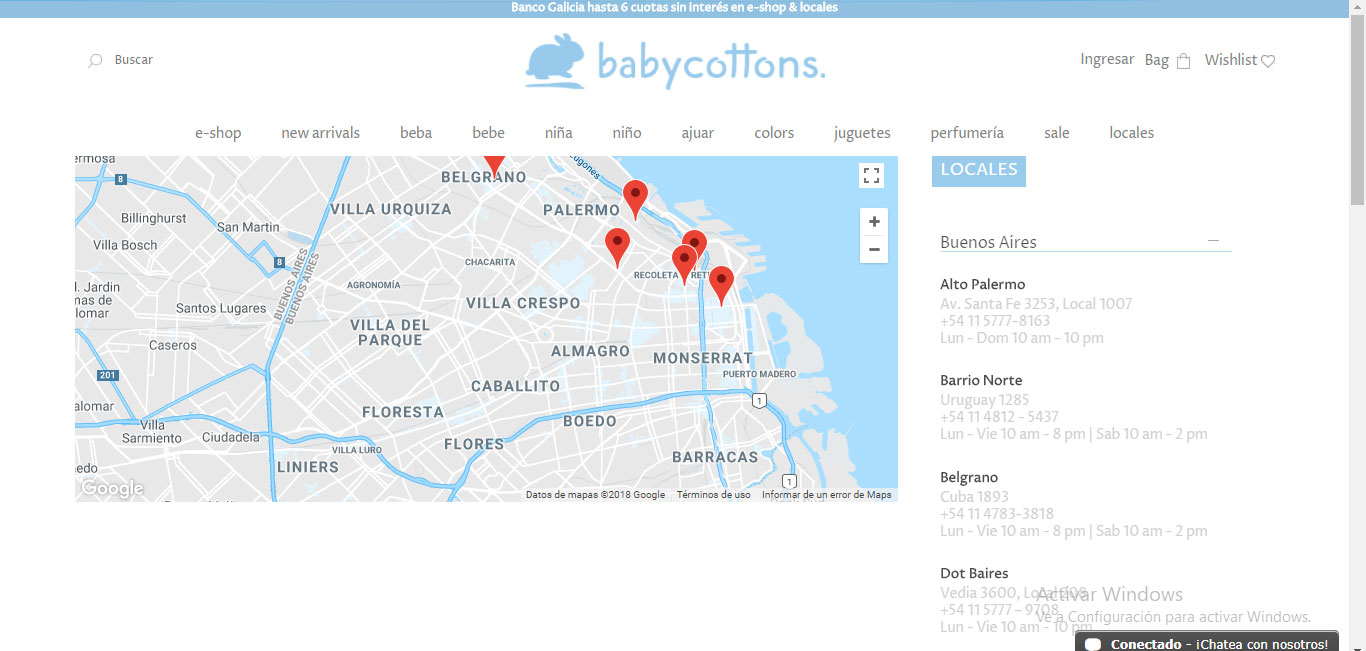 Banco Galicia hasta 6 cuotas sin interés en e-shop & locales
Buscar
babycottons.
Ingresar Bag Wishlist
e-shop new arrivals beba bebe niña niño ajuar colors juguetes perfumería sale locales
LOCALES
Buenos Aires
Alto Palermo
Av. Santa Fe 3253, Local 1007
+54 11 5777-8163
Lun - Dom 10 am - 10 pm
Barrio Norte
Uruguay 1285
+54 11 4812 - 5437
Lun - Vie 10 am - 8 pm | Sab 10 am - 2 pm
Belgrano
Cuba 1893
+54 11 4783-3818
Lun - Vie 10 am - 8 pm | Sab 10 am - 2 pm
Dot Baires
Vedia 3600, Local 208
+54 11 5777 - 9708
Lun - Dom 10 am - 10 pm
Activar Windows
Ve a Configuración para activar Windows.
Conectado - ¡Chatea con nosotros!
ermosa
8
BELGRANO
ugones
VILLA URQUIZA
PALERMO
Billinghurst
San Martin
Villa Bosch
8
CHACARITA
RECOLETA
RETI
BUENOS AIRES
BUENOS AIRES
AGRONOMÍA
l. Jardin
mas de
lomar
Santos Lugares
VILLA CRESPO
VILLA DEL
PARQUE
Caseros
ALMAGRO
MONSERRAT
201
PUERTO MADERO
CABALLITO
1
alomar
FLORESTA
BOEDO
Villa
Sarmiento
Ciudadela
FLORES
VILLA LURO
BARRACAS
edo
LINIERS
1
Google
Datos de mapas ©2018 Google Términos de uso Informar de un error de Maps